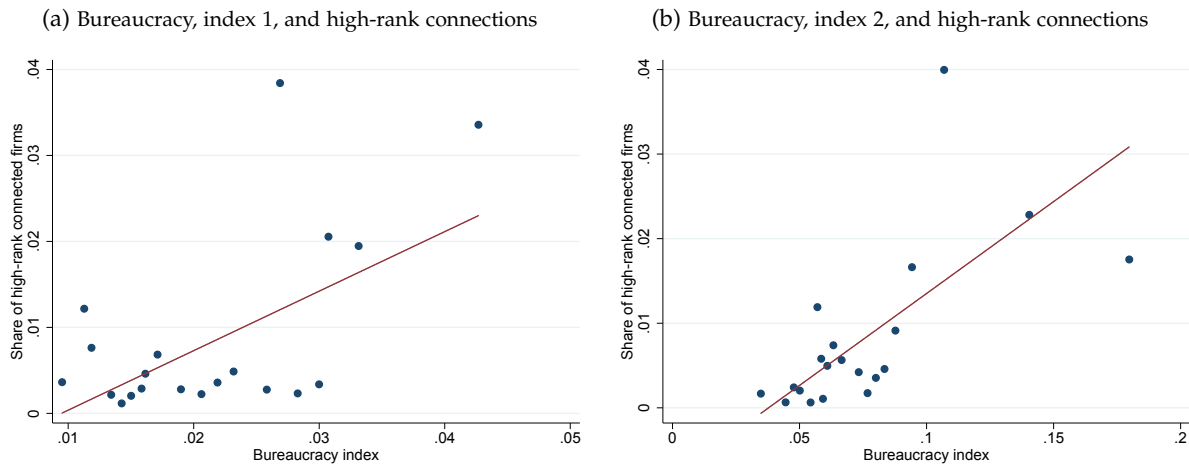 (a) Bureaucracy, index 1, and high-rank connections
Share of high-rank connected firms
.04
.03
.02
.01
0
.01 .02 .03 .04 .05
Bureaucracy index
(b) Bureaucracy, index 2, and high-rank connections
Share of high-rank connected firms
.04
.03
.02
.01
0
0 .05 .1 .15 .2
Bureaucracy index